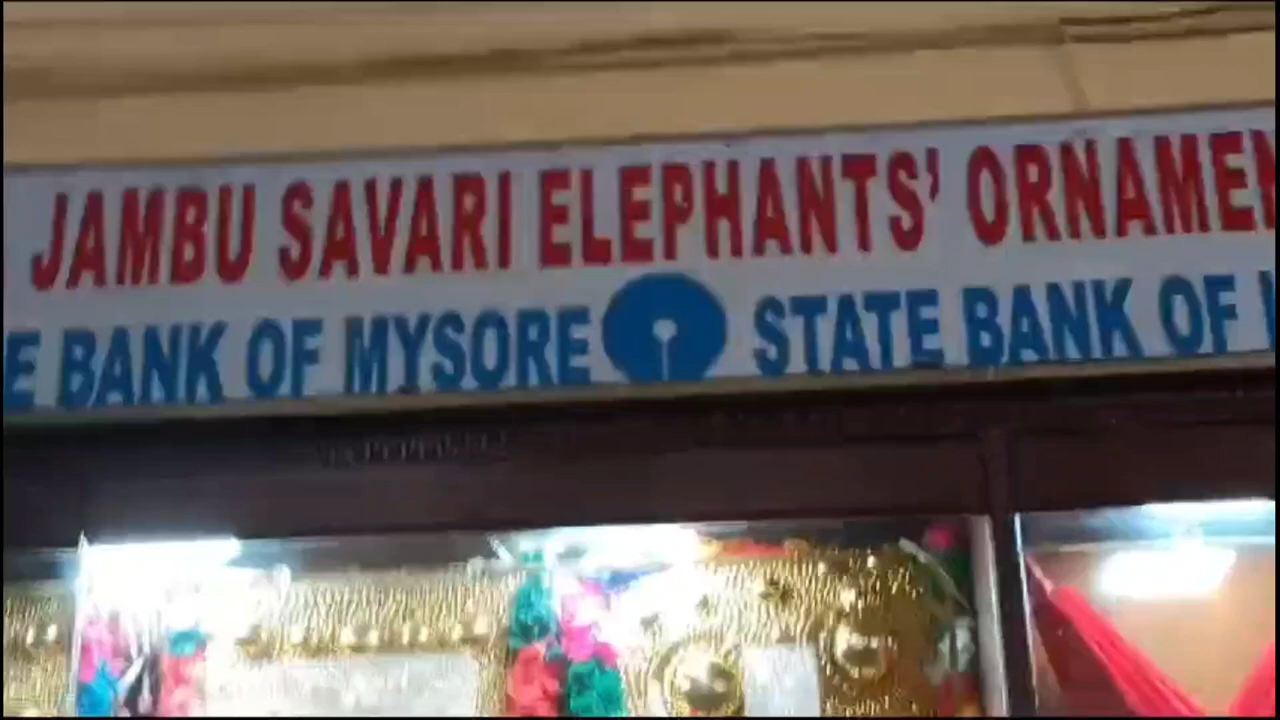 JAMBU SAVARI ELEPHANTS' ORNAMEN
E BANK OF MYSORE STATE BANK OF